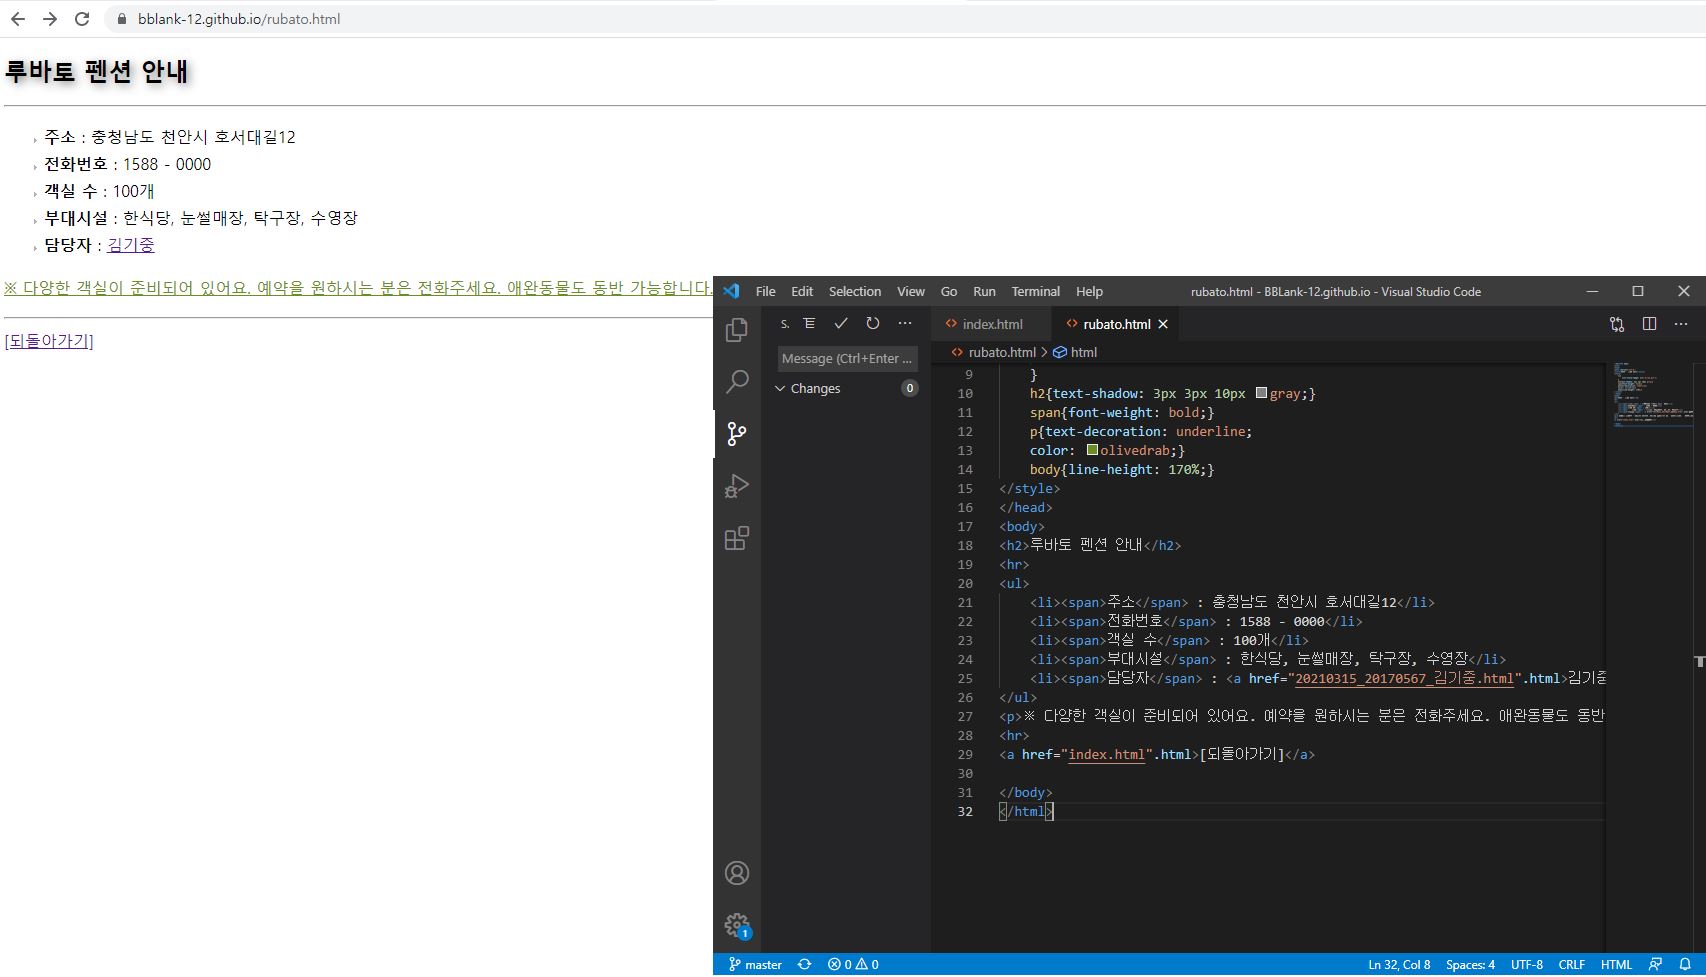 bblank-12.github.io/rubato.html
루바토 펜션 안내
주소 : 충청남도 천안시 호서대길12
전화번호 : 1588 - 0000
객실 수 : 100개
부대시설 : 한식당, 눈썰매장, 탁구장, 수영장
담당자 : 김기중
※ 다양한 객실이 준비되어 있어요. 예약을 원하시는 분은 전화주세요. 애완동물도 동반 가능합니다.
[되돌아가기]
File Edit Selection View Go Run Terminal Help rubato.html - BBLank-12.github.io - Visual Studio Code
S. index.html rubato.html
Message (Ctrl+Enter ...
Changes 0
rubato.html > html
9 }
10 h2{text-shadow: 3px 3px 10px gray;}
11 span{font-weight: bold;}
12 p{text-decoration: underline;
13 color: olivedrab;}
14 body{line-height: 170%;}
15 </style>
16 </head>
17 <body>
18 <h2>루바토 펜션 안내</h2>
19 <hr>
20 <ul>
21 <li><span>주소</span> : 충청남도 천안시 호서대길12</li>
22 <li><span>전화번호</span> : 1588 - 0000</li>
23 <li><span>객실 수</span> : 100개</li>
24 <li><span>부대시설</span> : 한식당, 눈썰매장, 탁구장, 수영장</li>
25 <li><span>담당자</span> : <a href="20210315_20170567_김기중.html".html>김기중
26 </ul>
27 <p>※ 다양한 객실이 준비되어 있어요. 예약을 원하시는 분은 전화주세요. 애완동물도 동반
28 <hr>
29 <a href="index.html".html>[되돌아가기]</a>
30
31 </body>
32 </html>
1
master 0 0 Ln 32, Col 8 Spaces: 4 UTF-8 CRLF HTML